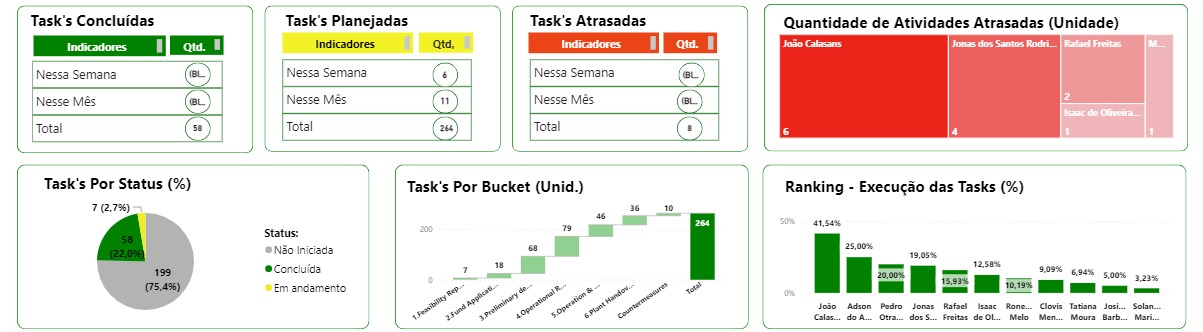 Task's Concluídas
Indicadores Qtd.
Nessa Semana (BL..
Nesse Mês (BL..
Total 58
Task's Planejadas
Indicadores Qtd,
Nessa Semana 6
Nesse Mês 11
Total 264
Task's Atrasadas
Indicadores Qtd.
Nessa Semana (BL..
Nesse Mês (BL..
Total 8
Quantidade de Atividades Atrasadas (Unidade)
João Calasans
6
Jonas dos Santos Rodri...
4
Rafael Freitas
2
Isaac de Oliveira...
1
M...
1
Task's Por Status (%)
7 (2,7%)
58
(22,0%)
199
(75,4%)
Status:
Não Iniciada
Concluída
Em andamento
Task's Por Bucket (Unid.)
200
0
7
18
68
79
46
36
10
264
1.Feasibility Rep...
2.Fund Applicati...
3.Preliminary de...
4.Operational R...
5.Operation & ...
6.Plant Handov...
Countermeasures
Total
Ranking - Execução das Tasks (%)
50%
0%
41,54%
25,00%
20,00%
19,05%
15,93%
12,58%
10,19%
9,09%
6,94%
5,00%
3,23%
João Calas...
Adson do A...
Pedro Otra...
Jonas dos S...
Rafael Freitas
Isaac de Ol...
Rone... Melo
Clovis Men...
Tatiana Moura
Josi... Barb...
Solan... Mari...